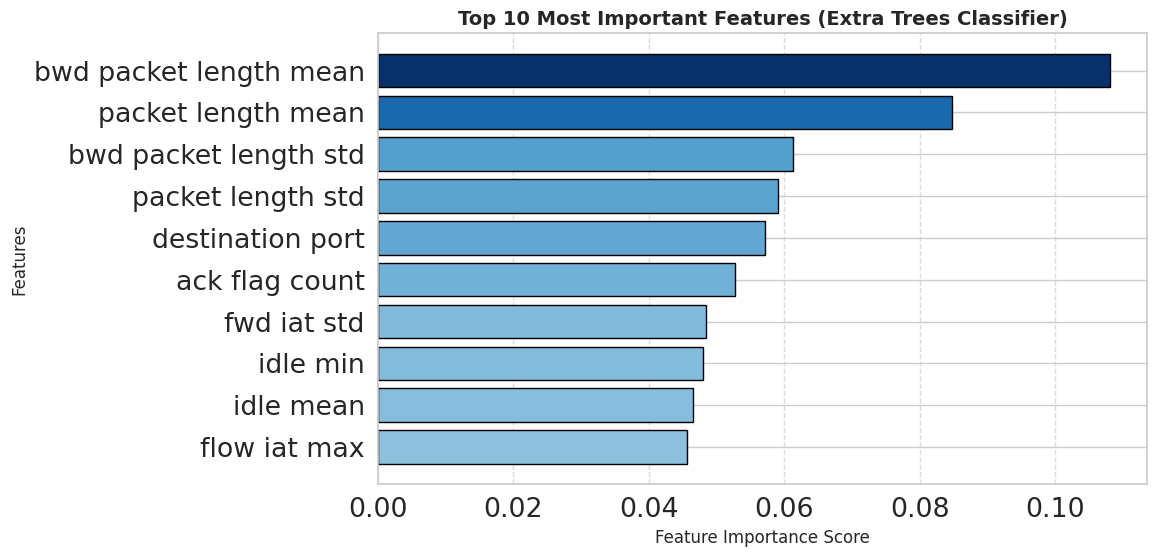 Top 10 Most Important Features (Extra Trees Classifier)
Features
bwd packet length mean
packet length mean
bwd packet length std
packet length std
destination port
ack flag count
fwd iat std
idle min
idle mean
flow iat max
0.00 0.02 0.04 0.06 0.08 0.10
Feature Importance Score